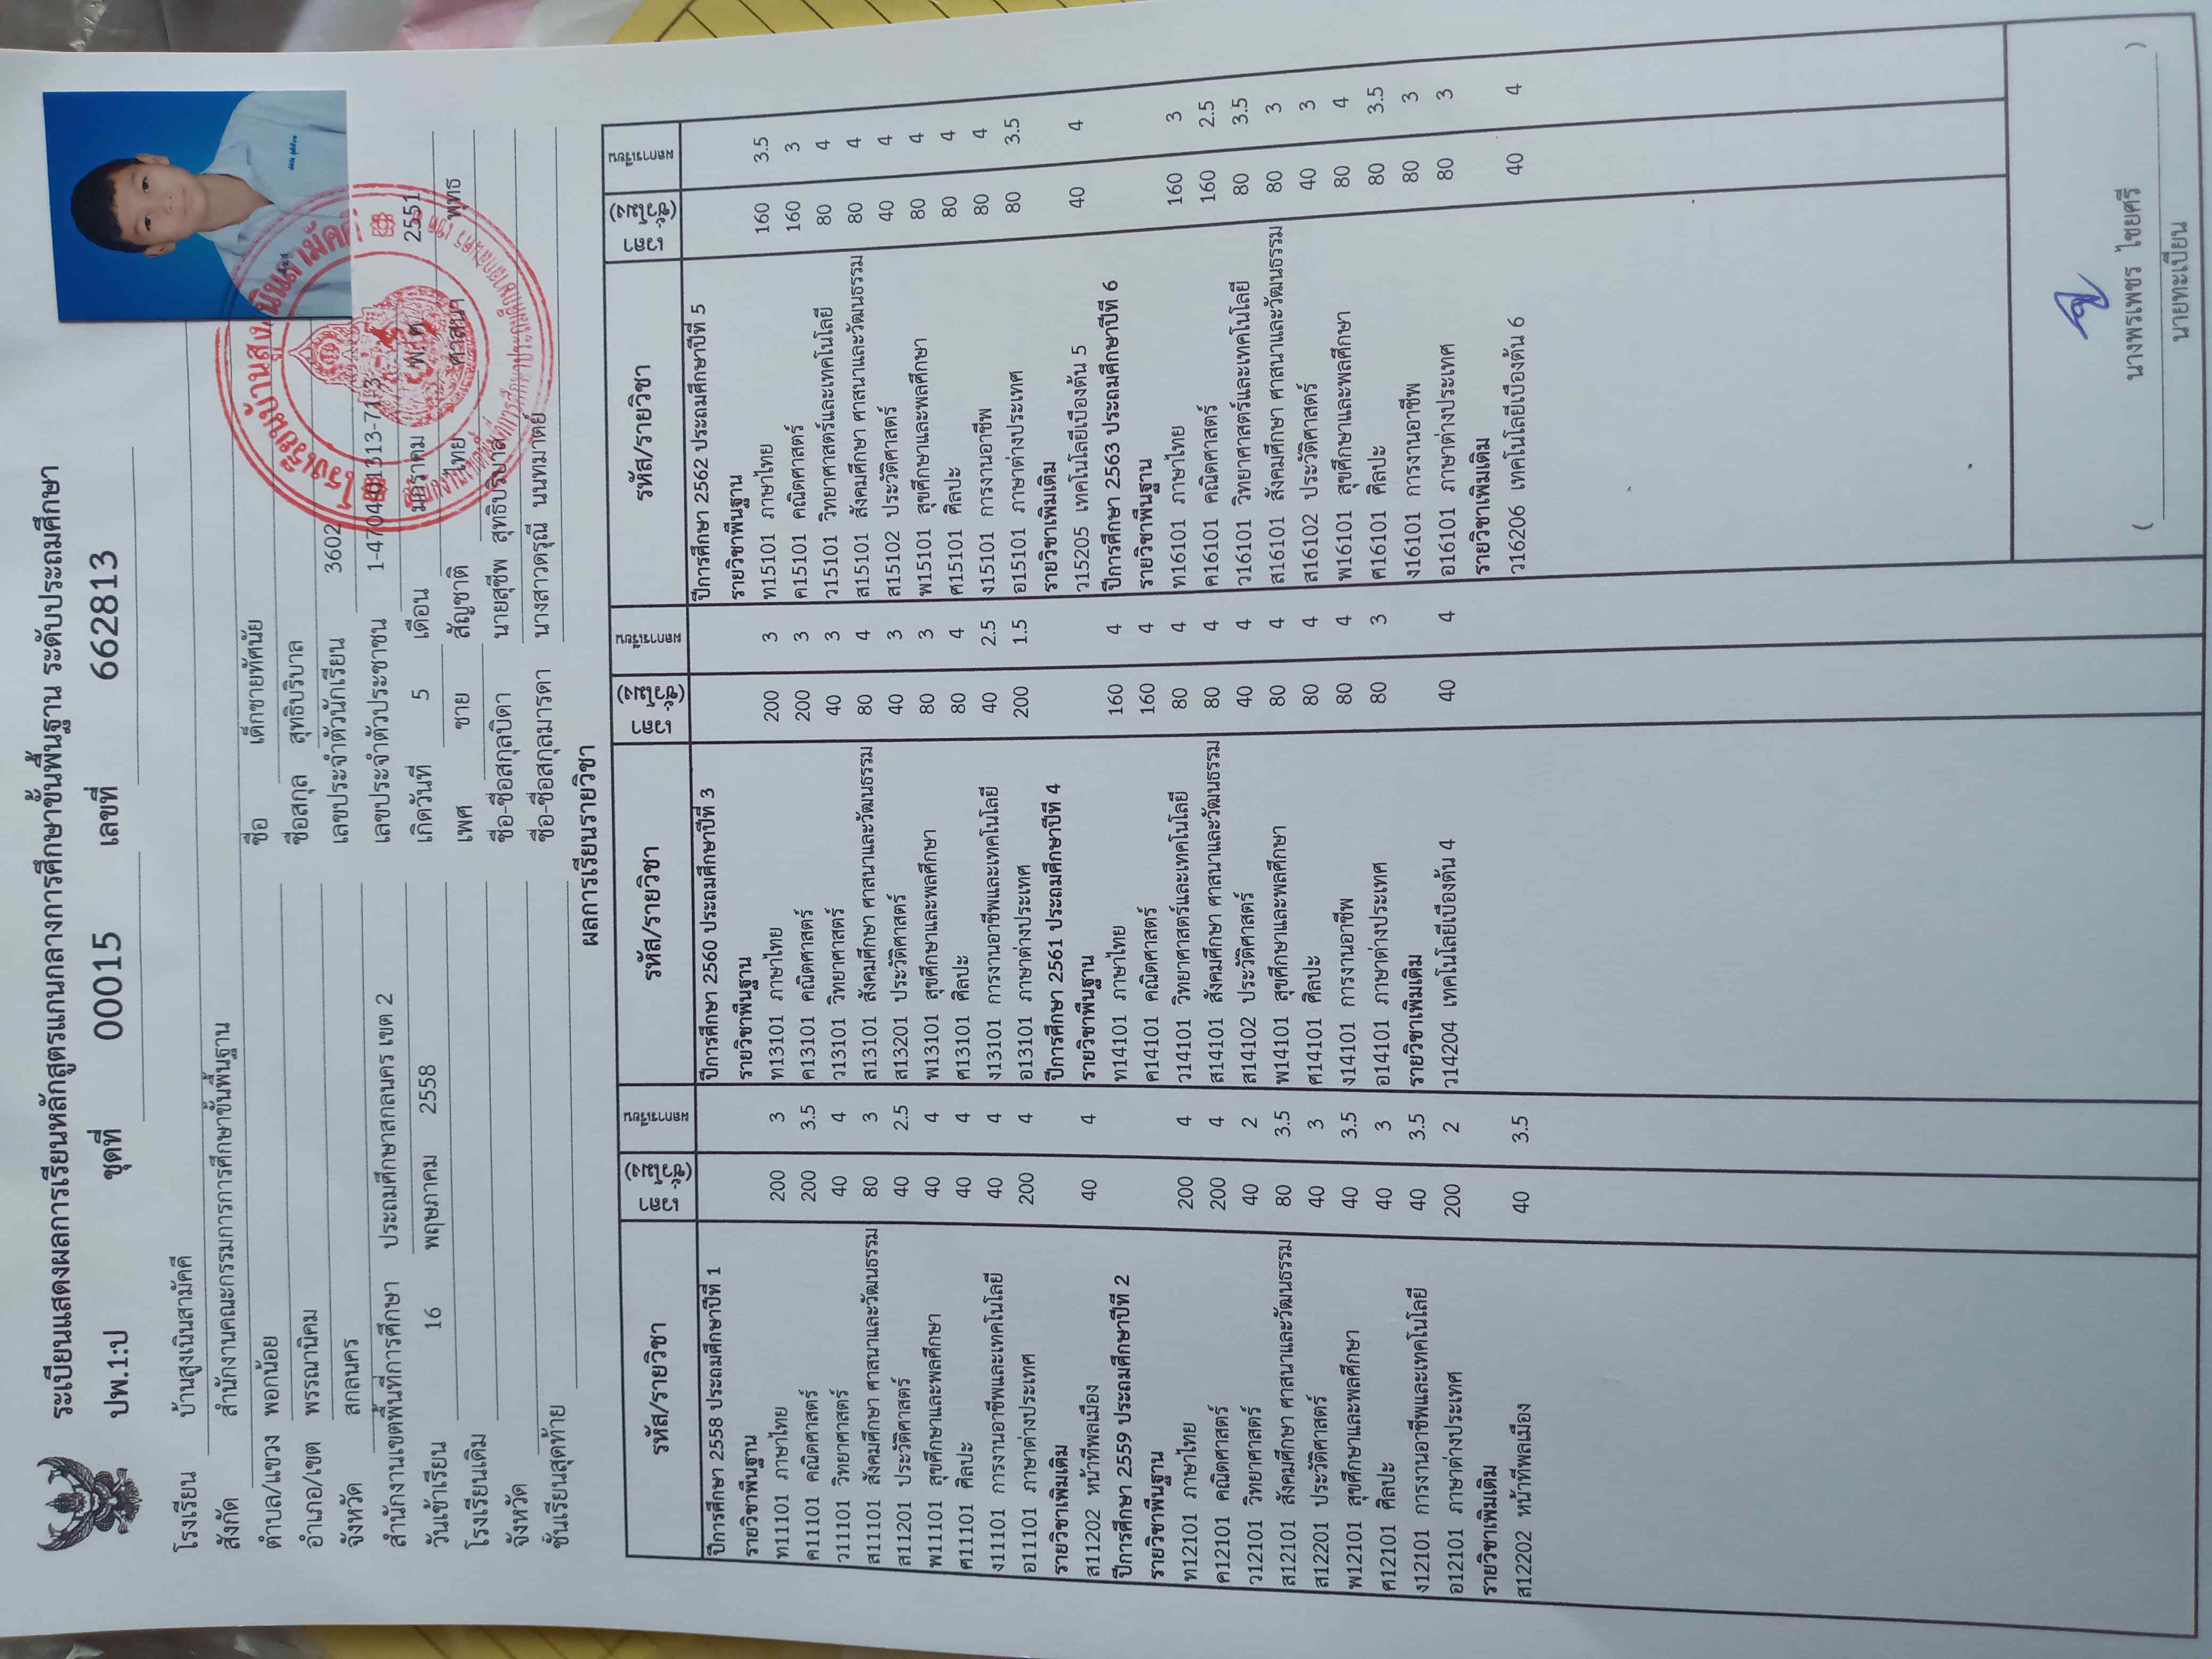 ระเบียนแสดงผลการเรียนหลักสูตรแกนกลางการศึกษาขั้นพื้นฐาน ระดับประถมศึกษา
ปพ.1:ป ชุดที่ 00015 เลขที่ 662813
โรงเรียน บ้านสูงเนินสามัคคี
สังกัด สำนักงานคณะกรรมการการศึกษาขั้นพื้นฐาน
ตำบล/แขวง พอกน้อย
อำเภอ/เขต พรรณานิคม
จังหวัด สกลนคร
สำนักงานเขตพื้นที่การศึกษา ประถมศึกษาสกลนคร เขต 2
วันเข้าเรียน 16 พฤษภาคม 2558
โรงเรียนเดิม
จังหวัด
ชั้นเรียนสุดท้าย
ชื่อ เด็กชายทัศนัย
ชื่อสกุล สุทธิบริบาล
เลขประจำตัวนักเรียน 3602
เลขประจำตัวประชาชน
เกิดวันที่ 5 เดือน มกราคม พ.ศ. 2551
เพศ ชาย สัญชาติ ไทย ศาสนา พุทธ
ชื่อ-ชื่อสกุลบิดา นายสุชีพ สุทธิบริบาล
ชื่อ-ชื่อสกุลมารดา นางสาวดรุณี นนทมาตย์
โรงเรียนบ้านสูงเนินสามัคคี
ผลการเรียนรายวิชา
รหัส/รายวิชา เวลา (ชั่วโมง) ผลการเรียน
ปีการศึกษา 2558 ประถมศึกษาปีที่ 1
รายวิชาพื้นฐาน
ท11101 ภาษาไทย 200 3
ค11101 คณิตศาสตร์ 200 3.5
ว11101 วิทยาศาสตร์ 40 4
ส11101 สังคมศึกษา ศาสนาและวัฒนธรรม 80 3
ส11201 ประวัติศาสตร์ 40 2.5
พ11101 สุขศึกษาและพลศึกษา 40 4
ศ11101 ศิลปะ 40 4
ง11101 การงานอาชีพและเทคโนโลยี 40 4
อ11101 ภาษาต่างประเทศ 200 4
รายวิชาเพิ่มเติม
ส11202 หน้าที่พลเมือง 40 4
ปีการศึกษา 2559 ประถมศึกษาปีที่ 2
รายวิชาพื้นฐาน
ท12101 ภาษาไทย 200 4
ค12101 คณิตศาสตร์ 200 4
ว12101 วิทยาศาสตร์ 40 2
ส12101 สังคมศึกษา ศาสนาและวัฒนธรรม 80 3.5
ส12201 ประวัติศาสตร์ 40 3
พ12101 สุขศึกษาและพลศึกษา 40 3.5
ศ12101 ศิลปะ 40 3
ง12101 การงานอาชีพและเทคโนโลยี 40 3.5
อ12101 ภาษาต่างประเทศ 200 2
รายวิชาเพิ่มเติม
ส12202 หน้าที่พลเมือง 40 3.5
รหัส/รายวิชา เวลา (ชั่วโมง) ผลการเรียน
ปีการศึกษา 2560 ประถมศึกษาปีที่ 3
รายวิชาพื้นฐาน
ท13101 ภาษาไทย 200 3
ค13101 คณิตศาสตร์ 200 3
ว13101 วิทยาศาสตร์ 40 3
ส13101 สังคมศึกษา ศาสนาและวัฒนธรรม 80 4
ส13201 ประวัติศาสตร์ 40 3
พ13101 สุขศึกษาและพลศึกษา 80 3
ศ13101 ศิลปะ 80 4
ง13101 การงานอาชีพและเทคโนโลยี 40 2.5
อ13101 ภาษาต่างประเทศ 200 1.5
ปีการศึกษา 2561 ประถมศึกษาปีที่ 4
รายวิชาพื้นฐาน
ท14101 ภาษาไทย 160 4
ค14101 คณิตศาสตร์ 160 4
ว14101 วิทยาศาสตร์และเทคโนโลยี 80 4
ส14101 สังคมศึกษา ศาสนาและวัฒนธรรม 80 4
ส14102 ประวัติศาสตร์ 40 4
พ14101 สุขศึกษาและพลศึกษา 80 4
ศ14101 ศิลปะ 80 4
ง14101 การงานอาชีพ 80 4
อ14101 ภาษาต่างประเทศ 80 3
รายวิชาเพิ่มเติม
ว14204 เทคโนโลยีเบื้องต้น 4 40 4
รหัส/รายวิชา เวลา (ชั่วโมง) ผลการเรียน
ปีการศึกษา 2562 ประถมศึกษาปีที่ 5
รายวิชาพื้นฐาน
ท15101 ภาษาไทย 160 3.5
ค15101 คณิตศาสตร์ 160 3
ว15101 วิทยาศาสตร์และเทคโนโลยี 80 4
ส15101 สังคมศึกษา ศาสนาและวัฒนธรรม 80 4
ส15102 ประวัติศาสตร์ 40 4
พ15101 สุขศึกษาและพลศึกษา 80 4
ศ15101 ศิลปะ 80 4
ง15101 การงานอาชีพ 80 4
อ15101 ภาษาต่างประเทศ 80 3.5
รายวิชาเพิ่มเติม
ว15205 เทคโนโลยีเบื้องต้น 5 40 4
ปีการศึกษา 2563 ประถมศึกษาปีที่ 6
รายวิชาพื้นฐาน
ท16101 ภาษาไทย 160 3
ค16101 คณิตศาสตร์ 160 2.5
ว16101 วิทยาศาสตร์และเทคโนโลยี 80 3.5
ส16101 สังคมศึกษา ศาสนาและวัฒนธรรม 80 3
ส16102 ประวัติศาสตร์ 40 3
พ16101 สุขศึกษาและพลศึกษา 80 4
ศ16101 ศิลปะ 80 3.5
ง16101 การงานอาชีพ 80 3
อ16101 ภาษาต่างประเทศ 80 3
รายวิชาเพิ่มเติม
ว16206 เทคโนโลยีเบื้องต้น 6 40 4
( นางพรเพชร ไชยศรี )
นายทะเบียน